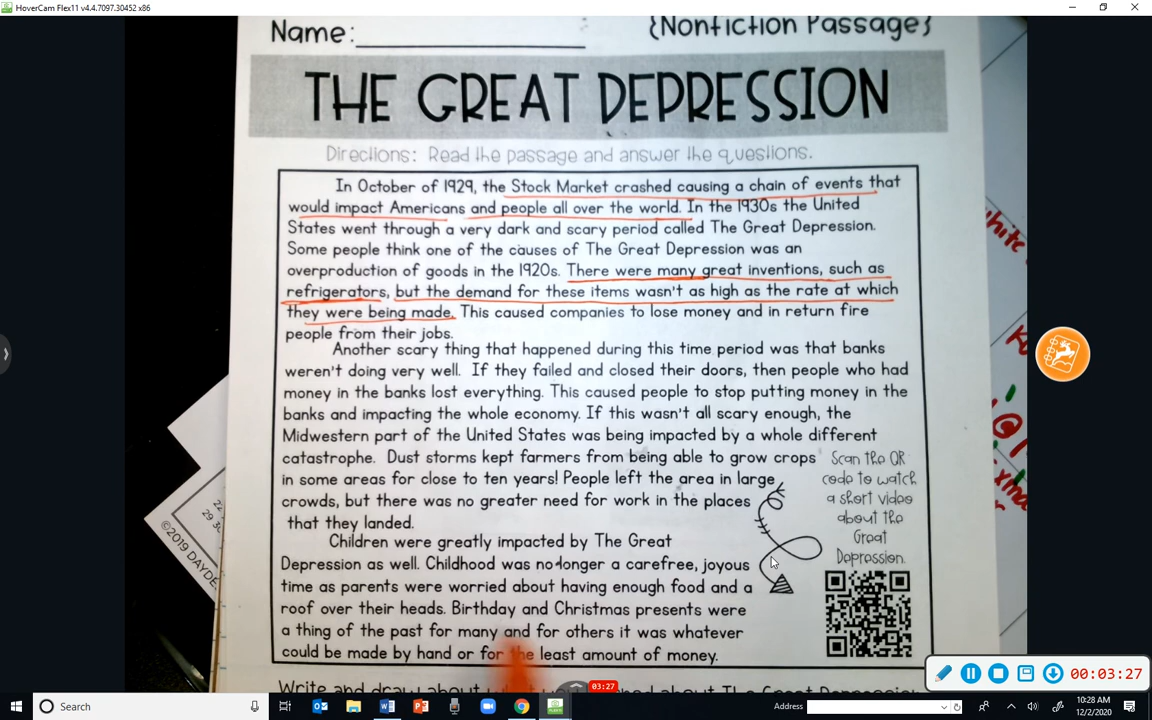 HoverCam Flex11 v4.4.7097.30452 x86
Name:
{Nonfiction Passage}
THE GREAT DEPRESSION
Directions: Read the passage and answer the questions.
In October of 1929, the Stock Market crashed causing a chain of events that
would impact Americans and people all over the world. In the 1930s the United
States went through a very dark and scary period called The Great Depression.
Some people think one of the causes of The Great Depression was an
overproduction of goods in the 1920s. There were many great inventions, such as
refrigerators, but the demand for these items wasn't as high as the rate at which
they were being made. This caused companies to lose money and in return fire
people from their jobs.
Another scary thing that happened during this time period was that banks
weren't doing very well. If they failed and closed their doors, then people who had
money in the banks lost everything. This caused people to stop putting money in the
banks and impacting the whole economy. If this wasn't all scary enough, the
Midwestern part of the United States was being impacted by a whole different
catastrophe. Dust storms kept farmers from being able to grow crops
in some areas for close to ten years! People left the area in large
crowds, but there was no greater need for work in the places
that they landed.
Children were greatly impacted by The Great
Depression as well. Childhood was no longer a carefree, joyous
time as parents were worried about having enough food and a
roof over their heads. Birthday and Christmas presents were
a thing of the past for many and for others it was whatever
could be made by hand or for the least amount of money.
Scan the QR
code to watch
a short video
about the
Great
Depression.
Write and draw about
about The Great Depression
©2019 DAYDE
22
29 30
white
00:03:27
03:27
Search
Address
10:28 AM
12/2/2020